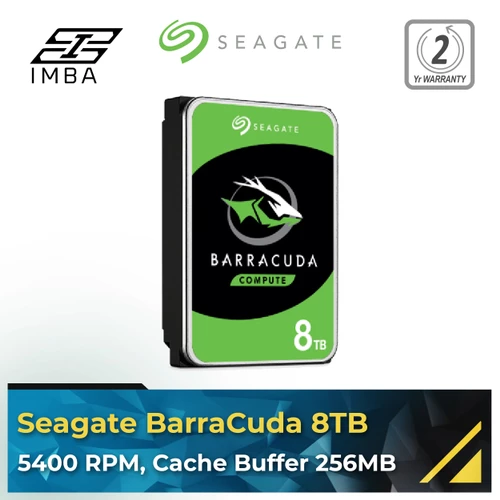 IMBA
SEAGATE
2
Yr WARRANTY
SEAGATE
BARRACUDA
COMPUTE
8TB
Seagate BarraCuda 8TB
5400 RPM, Cache Buffer 256MB